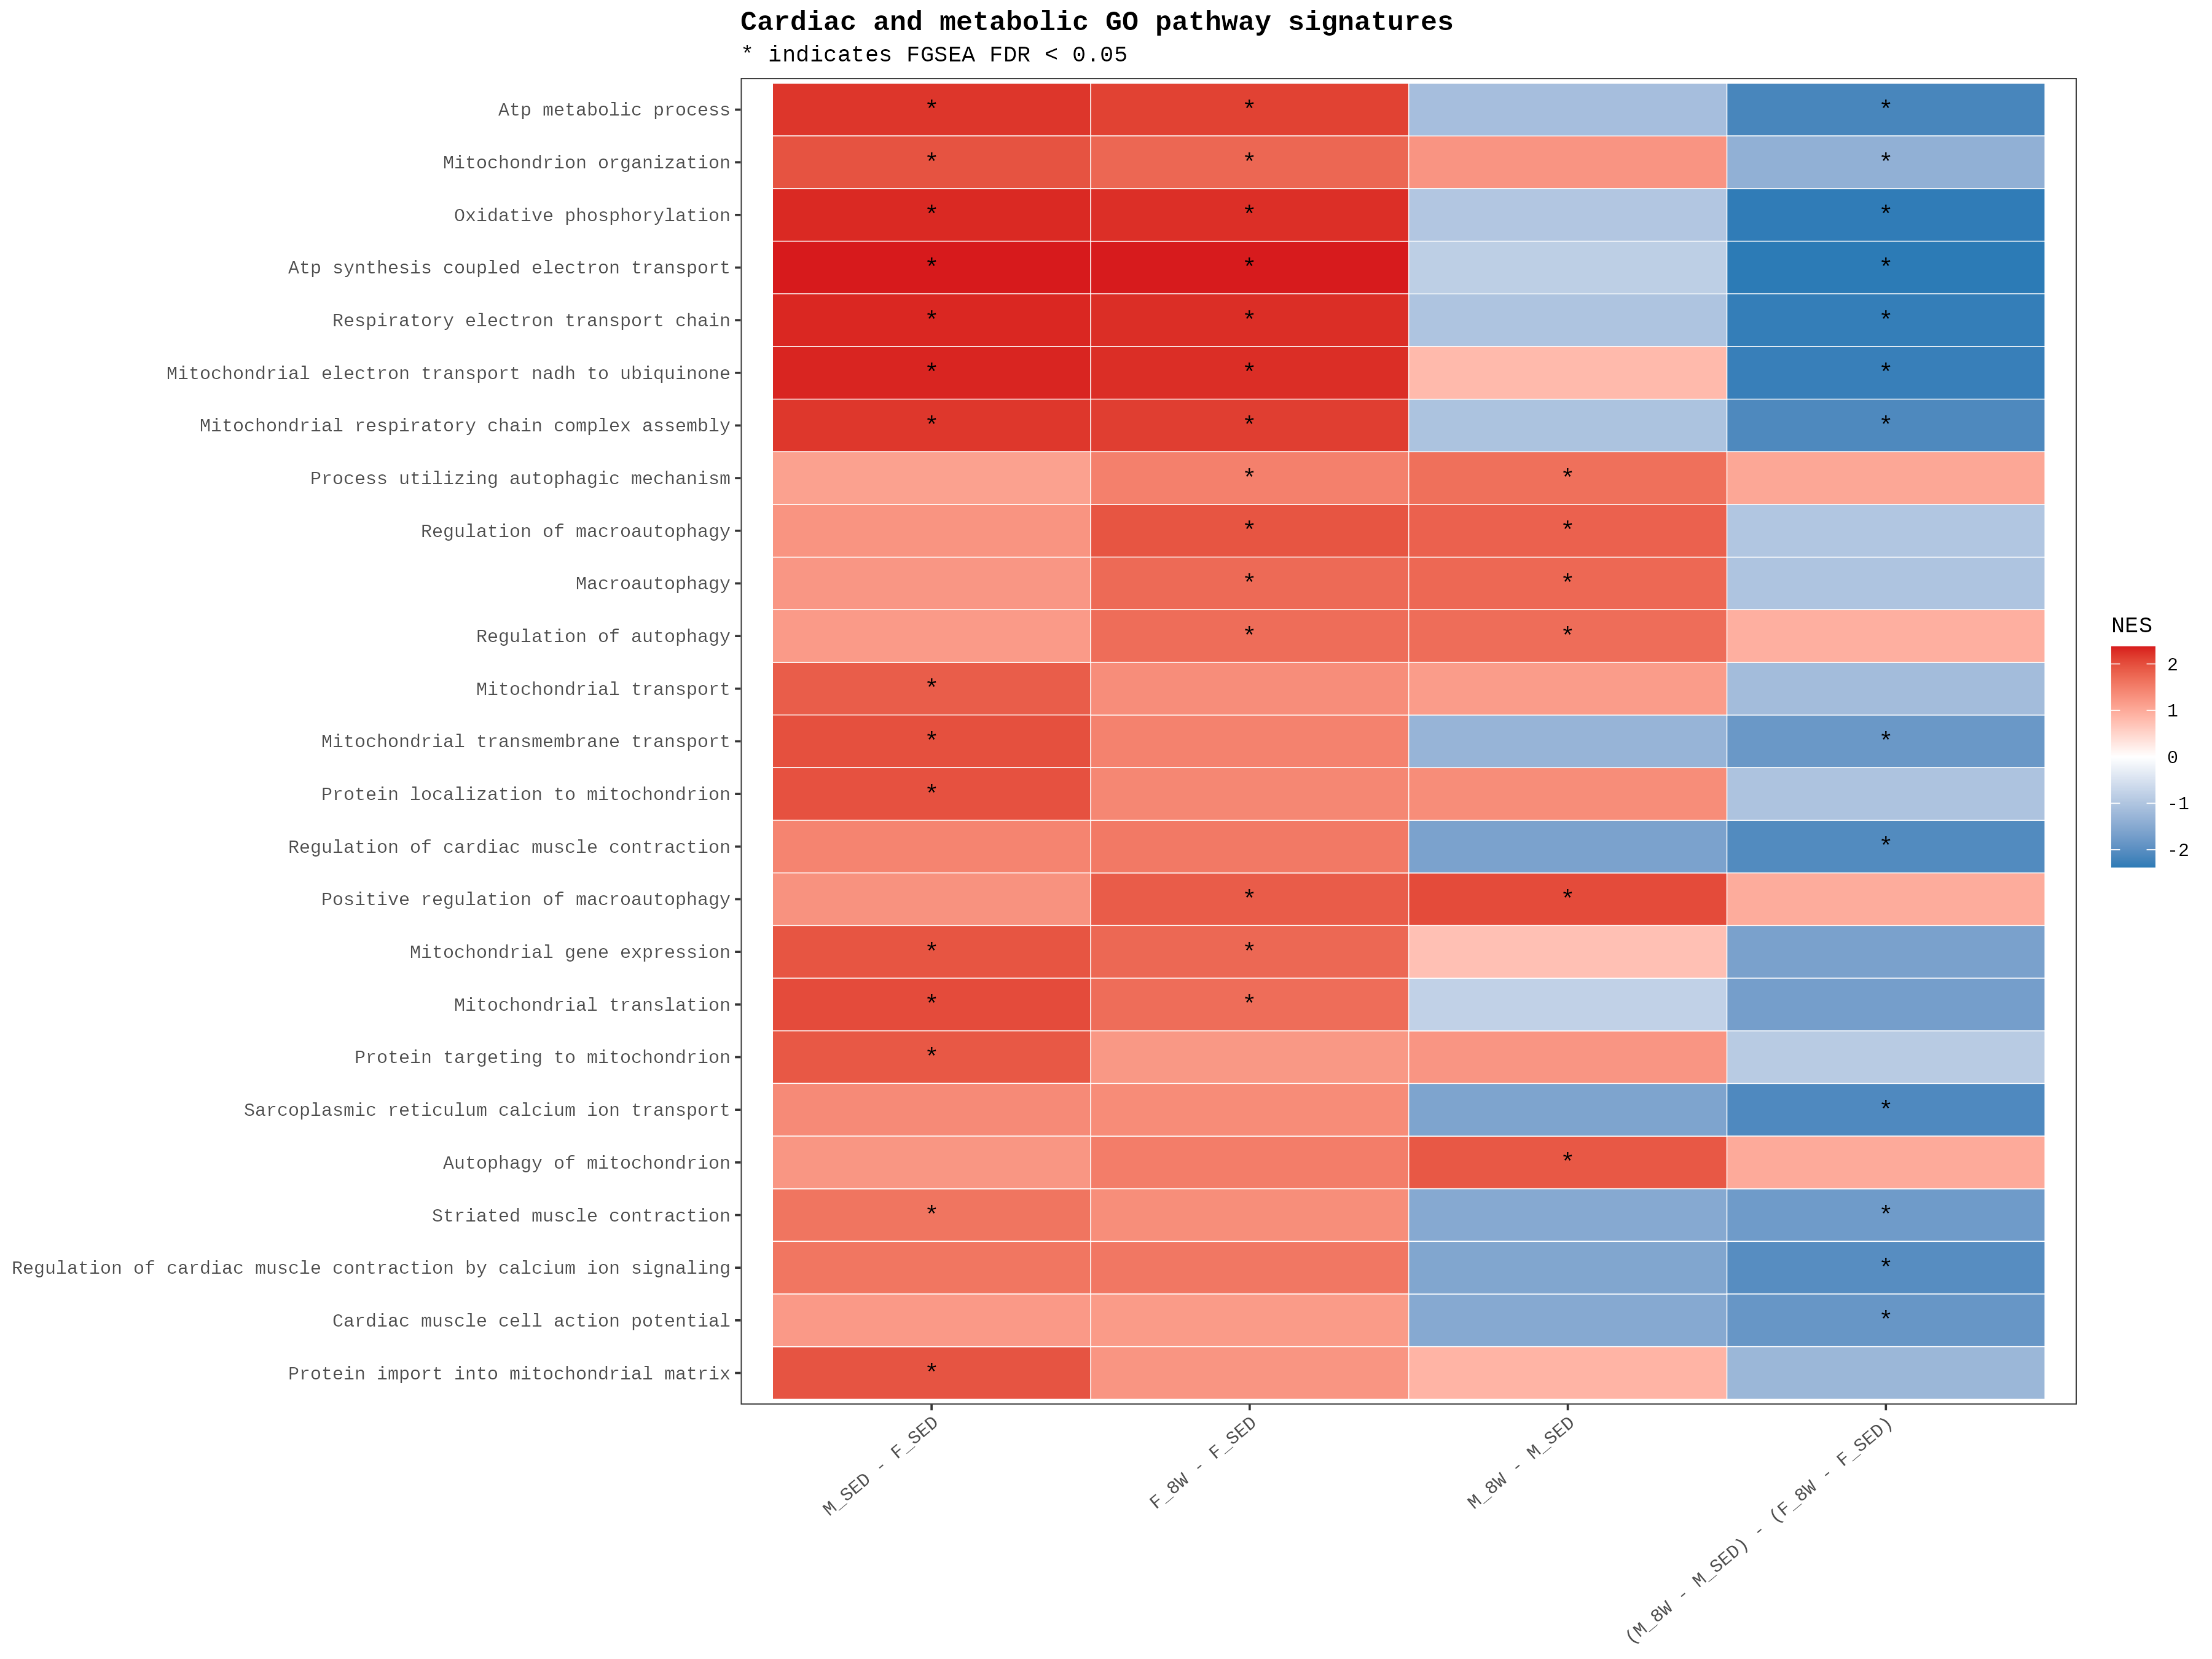 Cardiac and metabolic GO pathway signatures
* indicates FGSEA FDR < 0.05
Atp metabolic process * * *
Mitochondrion organization * * *
Oxidative phosphorylation * * *
Atp synthesis coupled electron transport * * *
Respiratory electron transport chain * * *
Mitochondrial electron transport nadh to ubiquinone * * *
Mitochondrial respiratory chain complex assembly * * *
Process utilizing autophagic mechanism * *
Regulation of macroautophagy * *
Macroautophagy * *
Regulation of autophagy * *
Mitochondrial transport *
Mitochondrial transmembrane transport * *
Protein localization to mitochondrion *
Regulation of cardiac muscle contraction *
Positive regulation of macroautophagy * *
Mitochondrial gene expression * *
Mitochondrial translation * *
Protein targeting to mitochondrion *
Sarcoplasmic reticulum calcium ion transport *
Autophagy of mitochondrion *
Striated muscle contraction * *
Regulation of cardiac muscle contraction by calcium ion signaling *
Cardiac muscle cell action potential *
Protein import into mitochondrial matrix *
M_SED - F_SED
F_8W - F_SED
M_8W - M_SED
(M_8W - M_SED) - (F_8W - F_SED)
NES
2
1
0
-1
-2